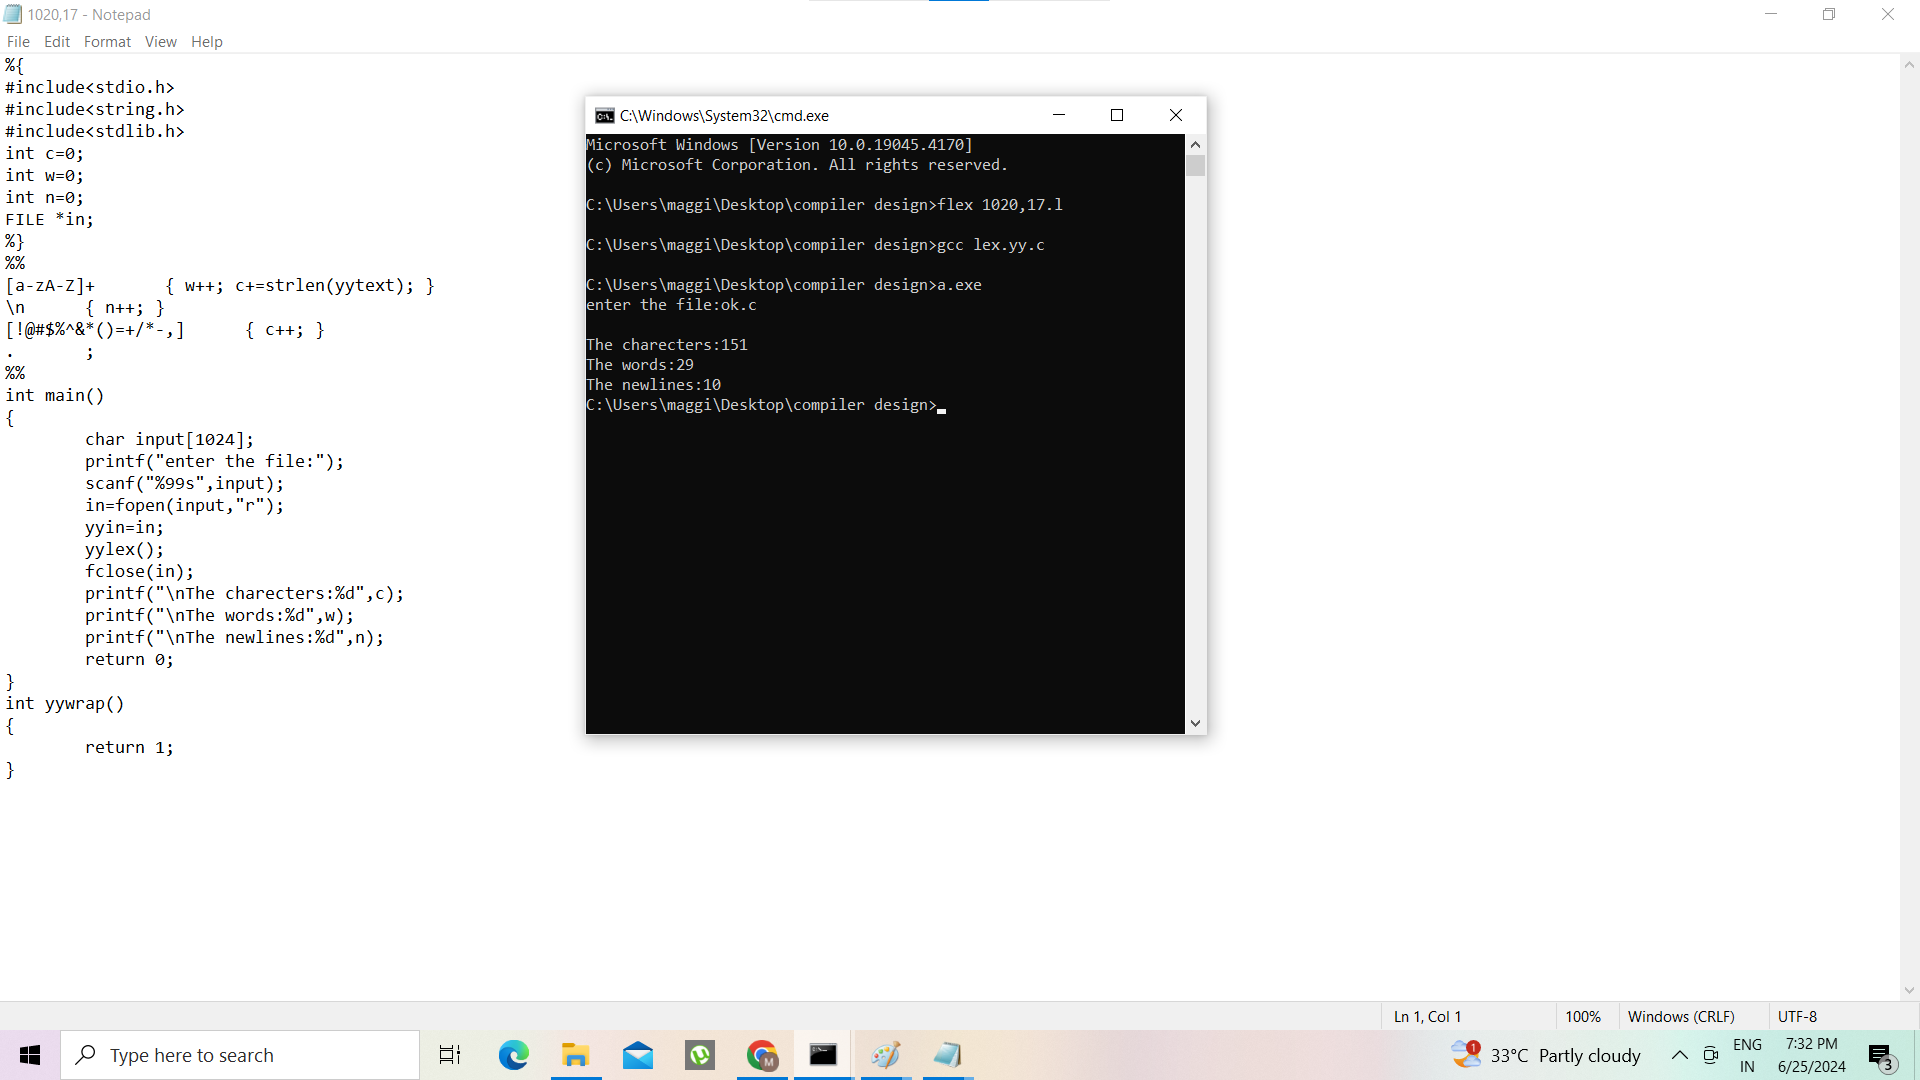 1020,17 - Notepad
File Edit Format View Help
%{
#include<stdio.h>
#include<string.h>
#include<stdlib.h>
int c=0;
int w=0;
int n=0;
FILE *in;
%}
%%
[a-zA-Z]+ { w++; c+=strlen(yytext); }
\n { n++; }
[!@#$%^&*()=+/*-,] { c++; }
. ;
%%
int main()
{
char input[1024];
printf("enter the file:");
scanf("%99s",input);
in=fopen(input,"r");
yyin=in;
yylex();
fclose(in);
printf("\nThe charecters:%d",c);
printf("\nThe words:%d",w);
printf("\nThe newlines:%d",n);
return 0;
}
int yywrap()
{
return 1;
}
C:\Windows\System32\cmd.exe
Microsoft Windows [Version 10.0.19045.4170]
(c) Microsoft Corporation. All rights reserved.
C:\Users\maggi\Desktop\compiler design>flex 1020,17.l
C:\Users\maggi\Desktop\compiler design>gcc lex.yy.c
C:\Users\maggi\Desktop\compiler design>a.exe
enter the file:ok.c
The charecters:151
The words:29
The newlines:10
C:\Users\maggi\Desktop\compiler design>
Ln 1, Col 1 100% Windows (CRLF) UTF-8
Type here to search
M
1
33°C Partly cloudy
ENG
IN
7:32 PM
6/25/2024
3